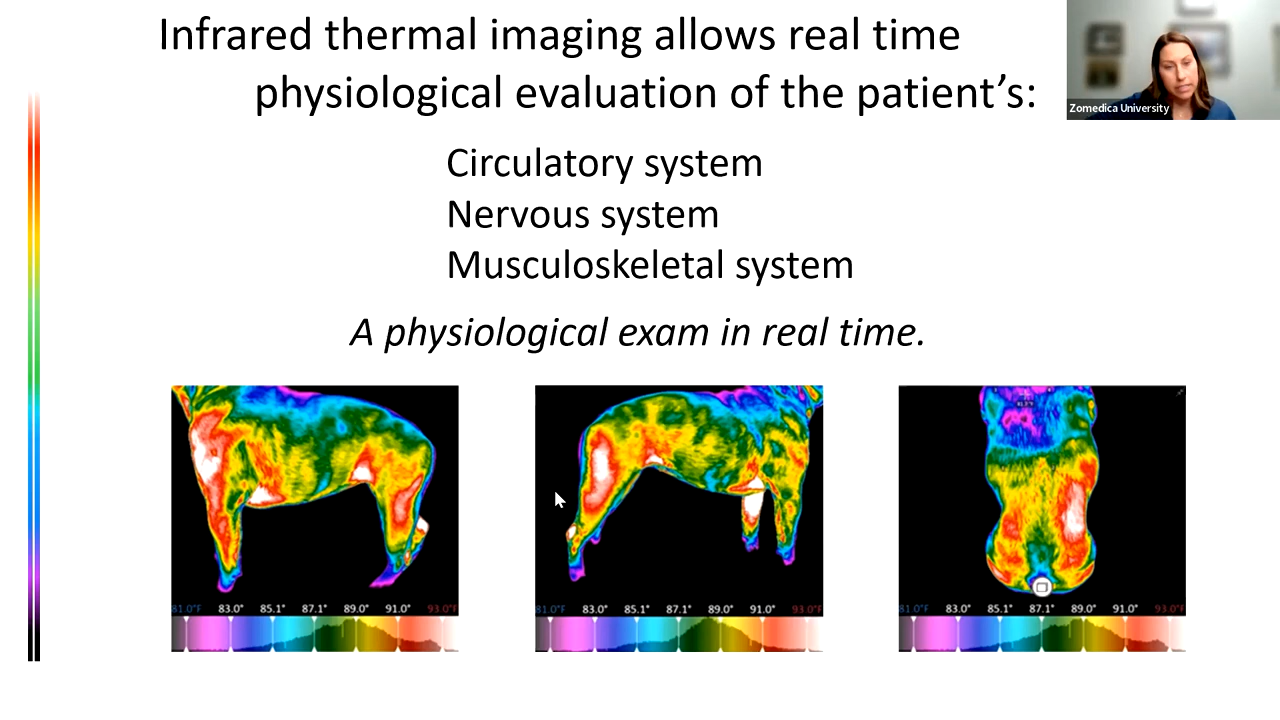 Infrared thermal imaging allows real time
physiological evaluation of the patient's:
Zomedica University
Circulatory system
Nervous system
Musculoskeletal system
A physiological exam in real time.
81.0°F 83.0° 85.1° 87.1° 89.0° 91.0° 93.0°F
81.0°F 83.0° 85.1° 87.1° 89.0° 91.0° 93.0°F
81.0°F 83.0° 85.1° 87.1° 89.0° 91.0° 93.0°F